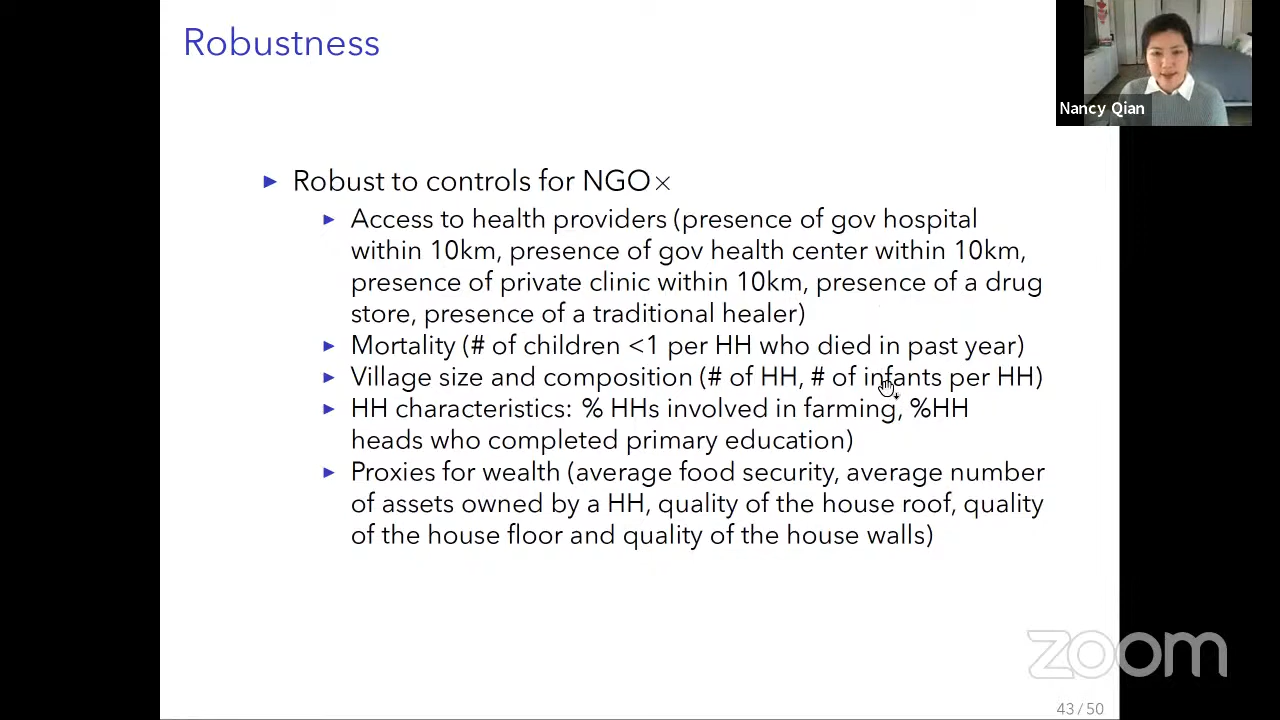 Robustness
Nancy Qian
► Robust to controls for NGO×
► Access to health providers (presence of gov hospital
within 10km, presence of gov health center within 10km,
presence of private clinic within 10km, presence of a drug
store, presence of a traditional healer)
► Mortality (# of children <1 per HH who died in past year)
► Village size and composition (# of HH, # of infants per HH)
► HH characteristics: % HHs involved in farming, %HH
heads who completed primary education)
► Proxies for wealth (average food security, average number
of assets owned by a HH, quality of the house roof, quality
of the house floor and quality of the house walls)
zoom
43 / 50